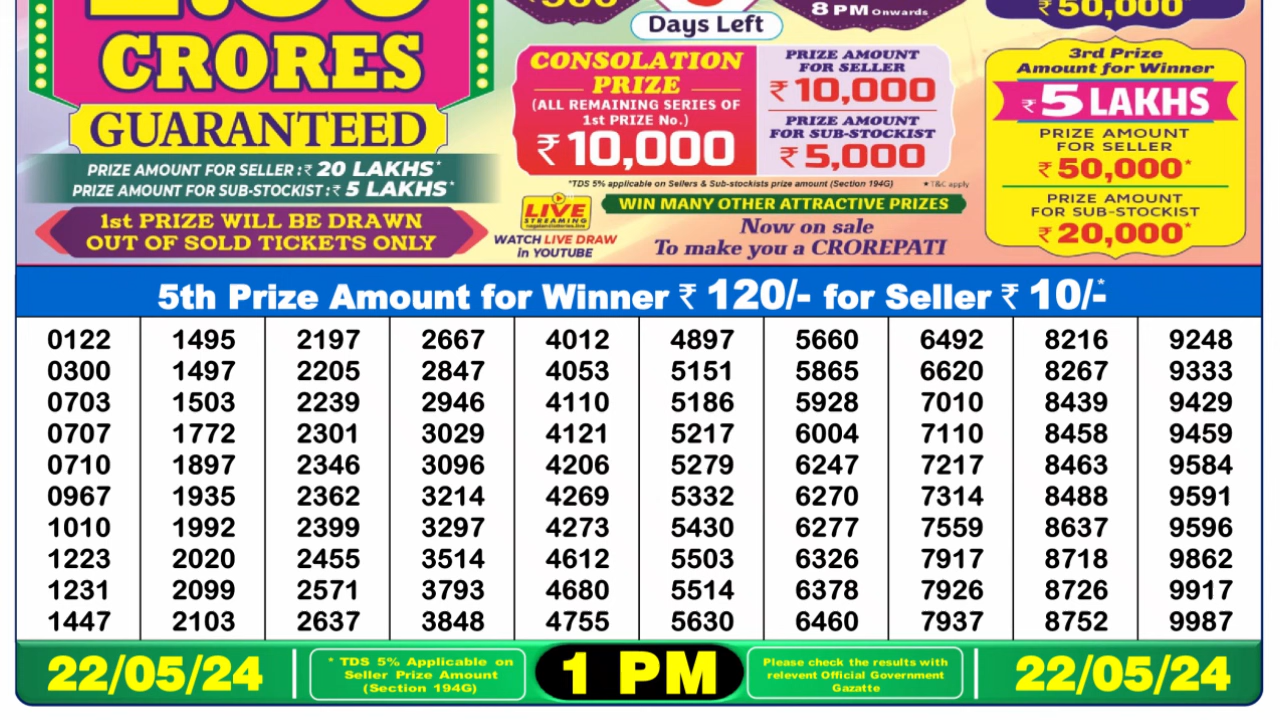 CRORES
GUARANTEED
PRIZE AMOUNT FOR SELLER :₹ 20 LAKHS*
PRIZE AMOUNT FOR SUB-STOCKIST : ₹ 5 LAKHS*
1st PRIZE WILL BE DRAWN
OUT OF SOLD TICKETS ONLY
Days Left
8 PM Onwards
₹ 50,000*
CONSOLATION
PRIZE
(ALL REMAINING SERIES OF
1st PRIZE No.)
₹ 10,000
PRIZE AMOUNT
FOR SELLER
₹ 10,000
PRIZE AMOUNT
FOR SUB-STOCKIST
₹ 5,000
*TDS 5% applicable on Sellers & Sub-stockists prize amount (Section 194G)
* T&C apply
LIVE
STREAMING
WATCH LIVE DRAW
in YOUTUBE
WIN MANY OTHER ATTRACTIVE PRIZES
Now on sale
To make you a CROREPATI
3rd Prize
Amount for Winner
₹ 5 LAKHS
PRIZE AMOUNT
FOR SELLER
₹ 50,000*
PRIZE AMOUNT
FOR SUB-STOCKIST
₹ 20,000*
5th Prize Amount for Winner ₹ 120/- for Seller ₹ 10/-*
0122 1495 2197 2667 4012 4897 5660 6492 8216 9248
0300 1497 2205 2847 4053 5151 5865 6620 8267 9333
0703 1503 2239 2946 4110 5186 5928 7010 8439 9429
0707 1772 2301 3029 4121 5217 6004 7110 8458 9459
0710 1897 2346 3096 4206 5279 6247 7217 8463 9584
0967 1935 2362 3214 4269 5332 6270 7314 8488 9591
1010 1992 2399 3297 4273 5430 6277 7559 8637 9596
1223 2020 2455 3514 4612 5503 6326 7917 8718 9862
1231 2099 2571 3793 4680 5514 6378 7926 8726 9917
1447 2103 2637 3848 4755 5630 6460 7937 8752 9987
22/05/24
* TDS 5% Applicable on
Seller Prize Amount
(Section 194G)
1 PM
Please check the results with
relevent Official Government
Gazatte
22/05/24